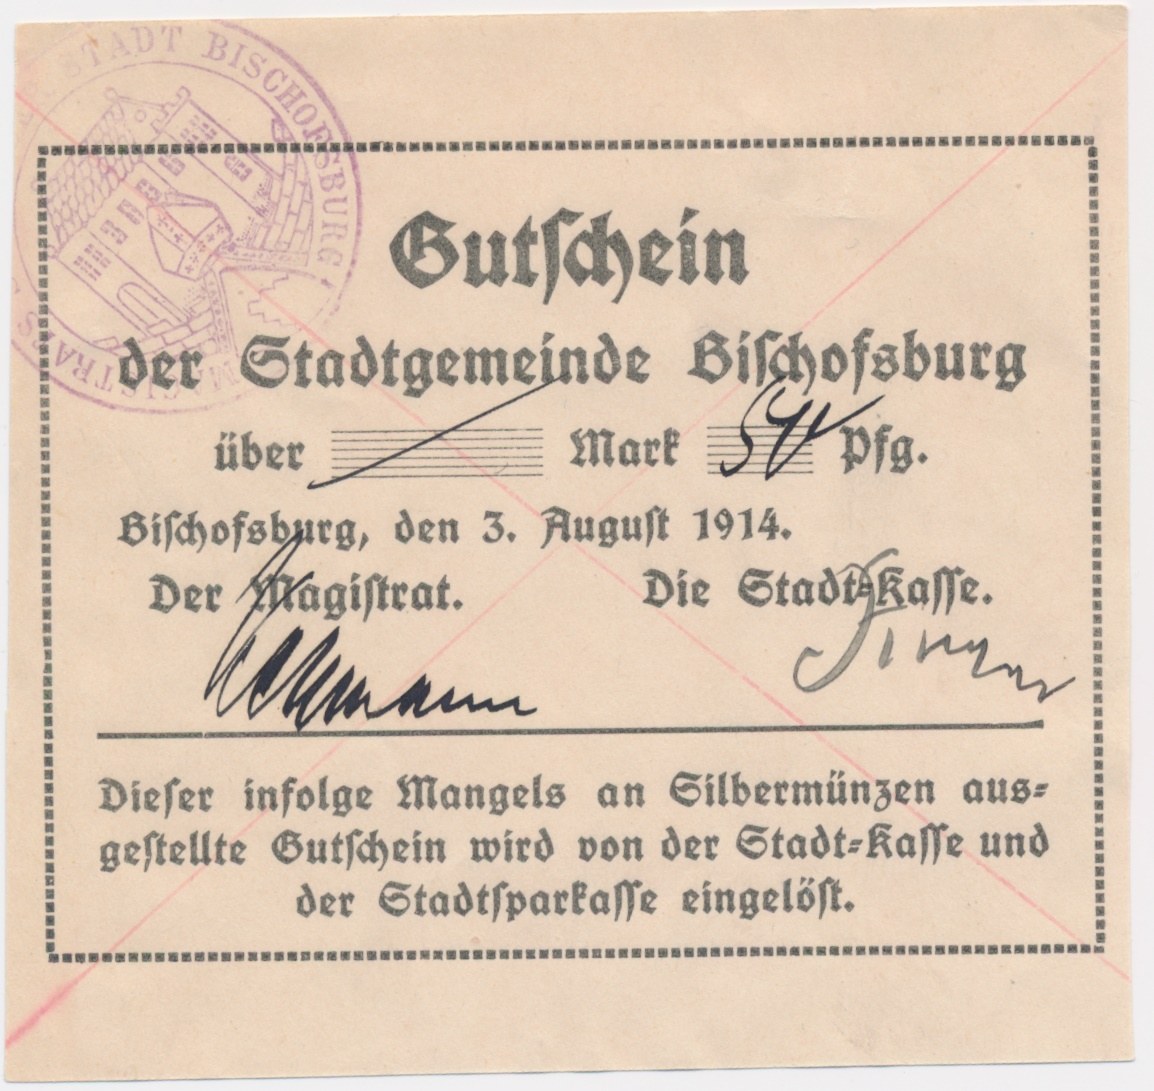 STADT BISCHOFSBURG
MAGISTRATS
Gutschein
der Stadtgemeinde Bischofsburg
über Mark 50 Pfg.
Bischofsburg, den 3. August 1914.
Der Magistrat. Die Stadt-Kasse.
Dieser infolge Mangels an Silbermünzen aus-
gestellte Gutschein wird von der Stadt-Kasse und
der Stadtsparkasse eingelöst.